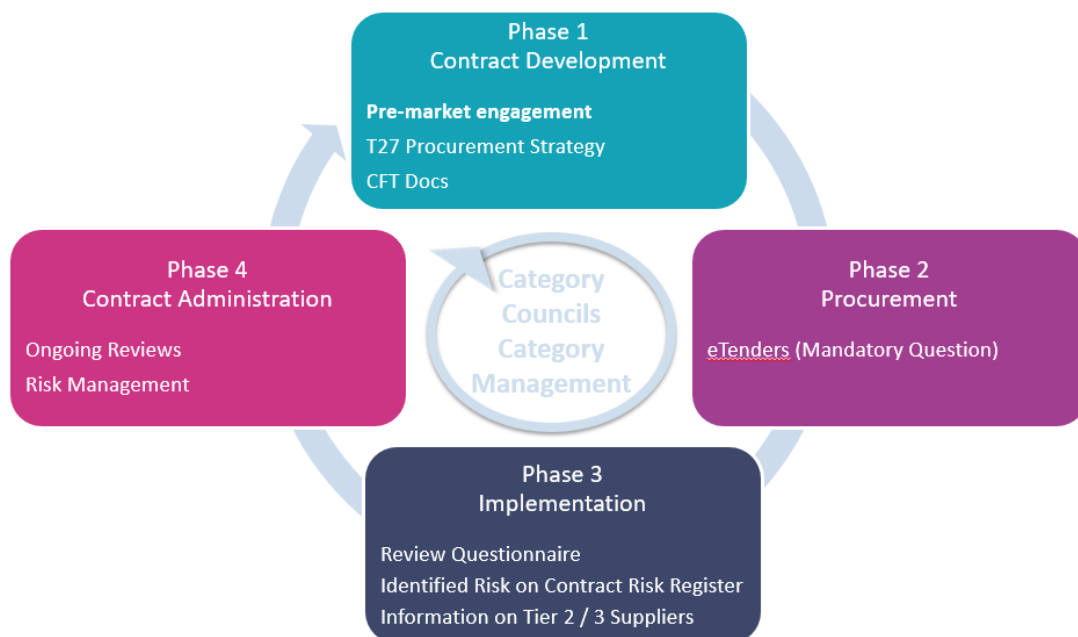 Phase 1
Contract Development
Pre-market engagement
T27 Procurement Strategy
CFT Docs
Phase 4
Contract Administration
Ongoing Reviews
Risk Management
Category
Councils
Category
Management
Phase 2
Procurement
eTenders (Mandatory Question)
Phase 3
Implementation
Review Questionnaire
Identified Risk on Contract Risk Register
Information on Tier 2 / 3 Suppliers